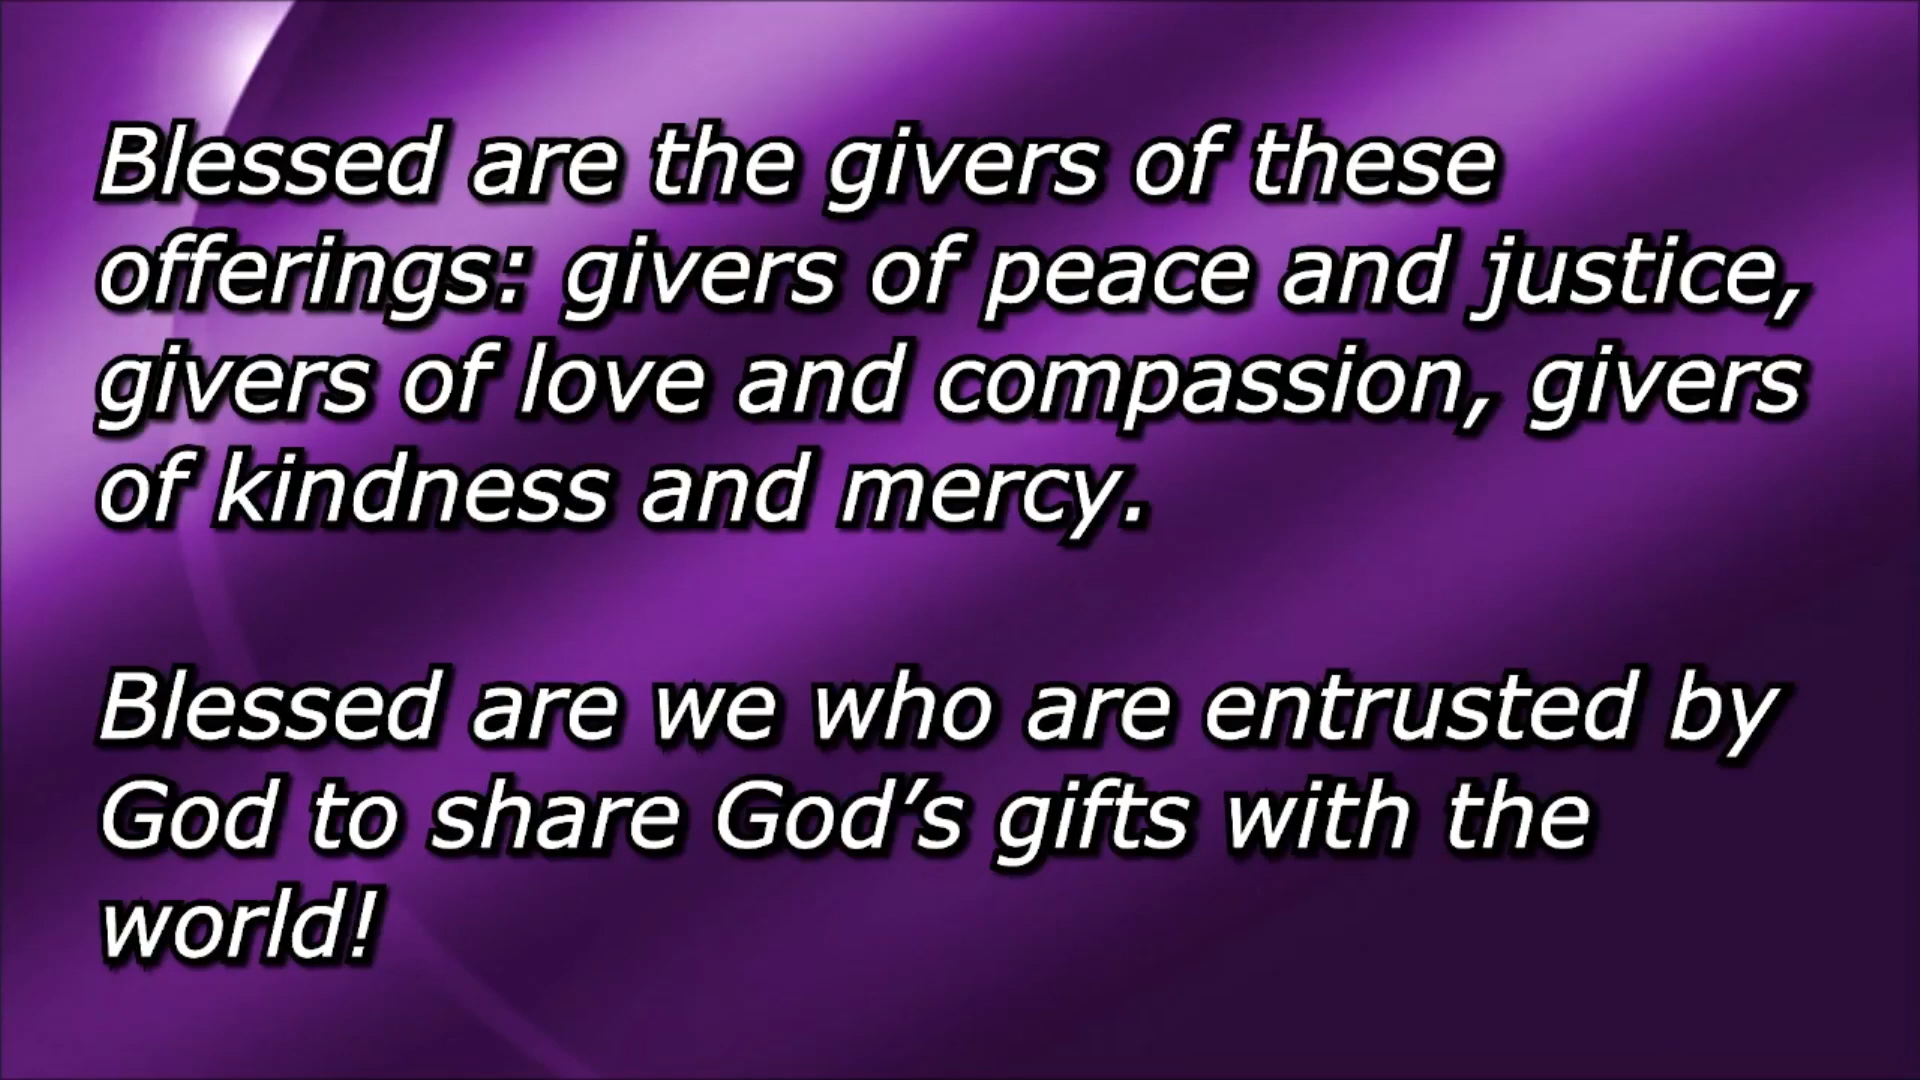 Blessed are the givers of these
offerings: givers of peace and justice,
givers of love and compassion, givers
of kindness and mercy.
Blessed are we who are entrusted by
God to share God’s gifts with the
world!